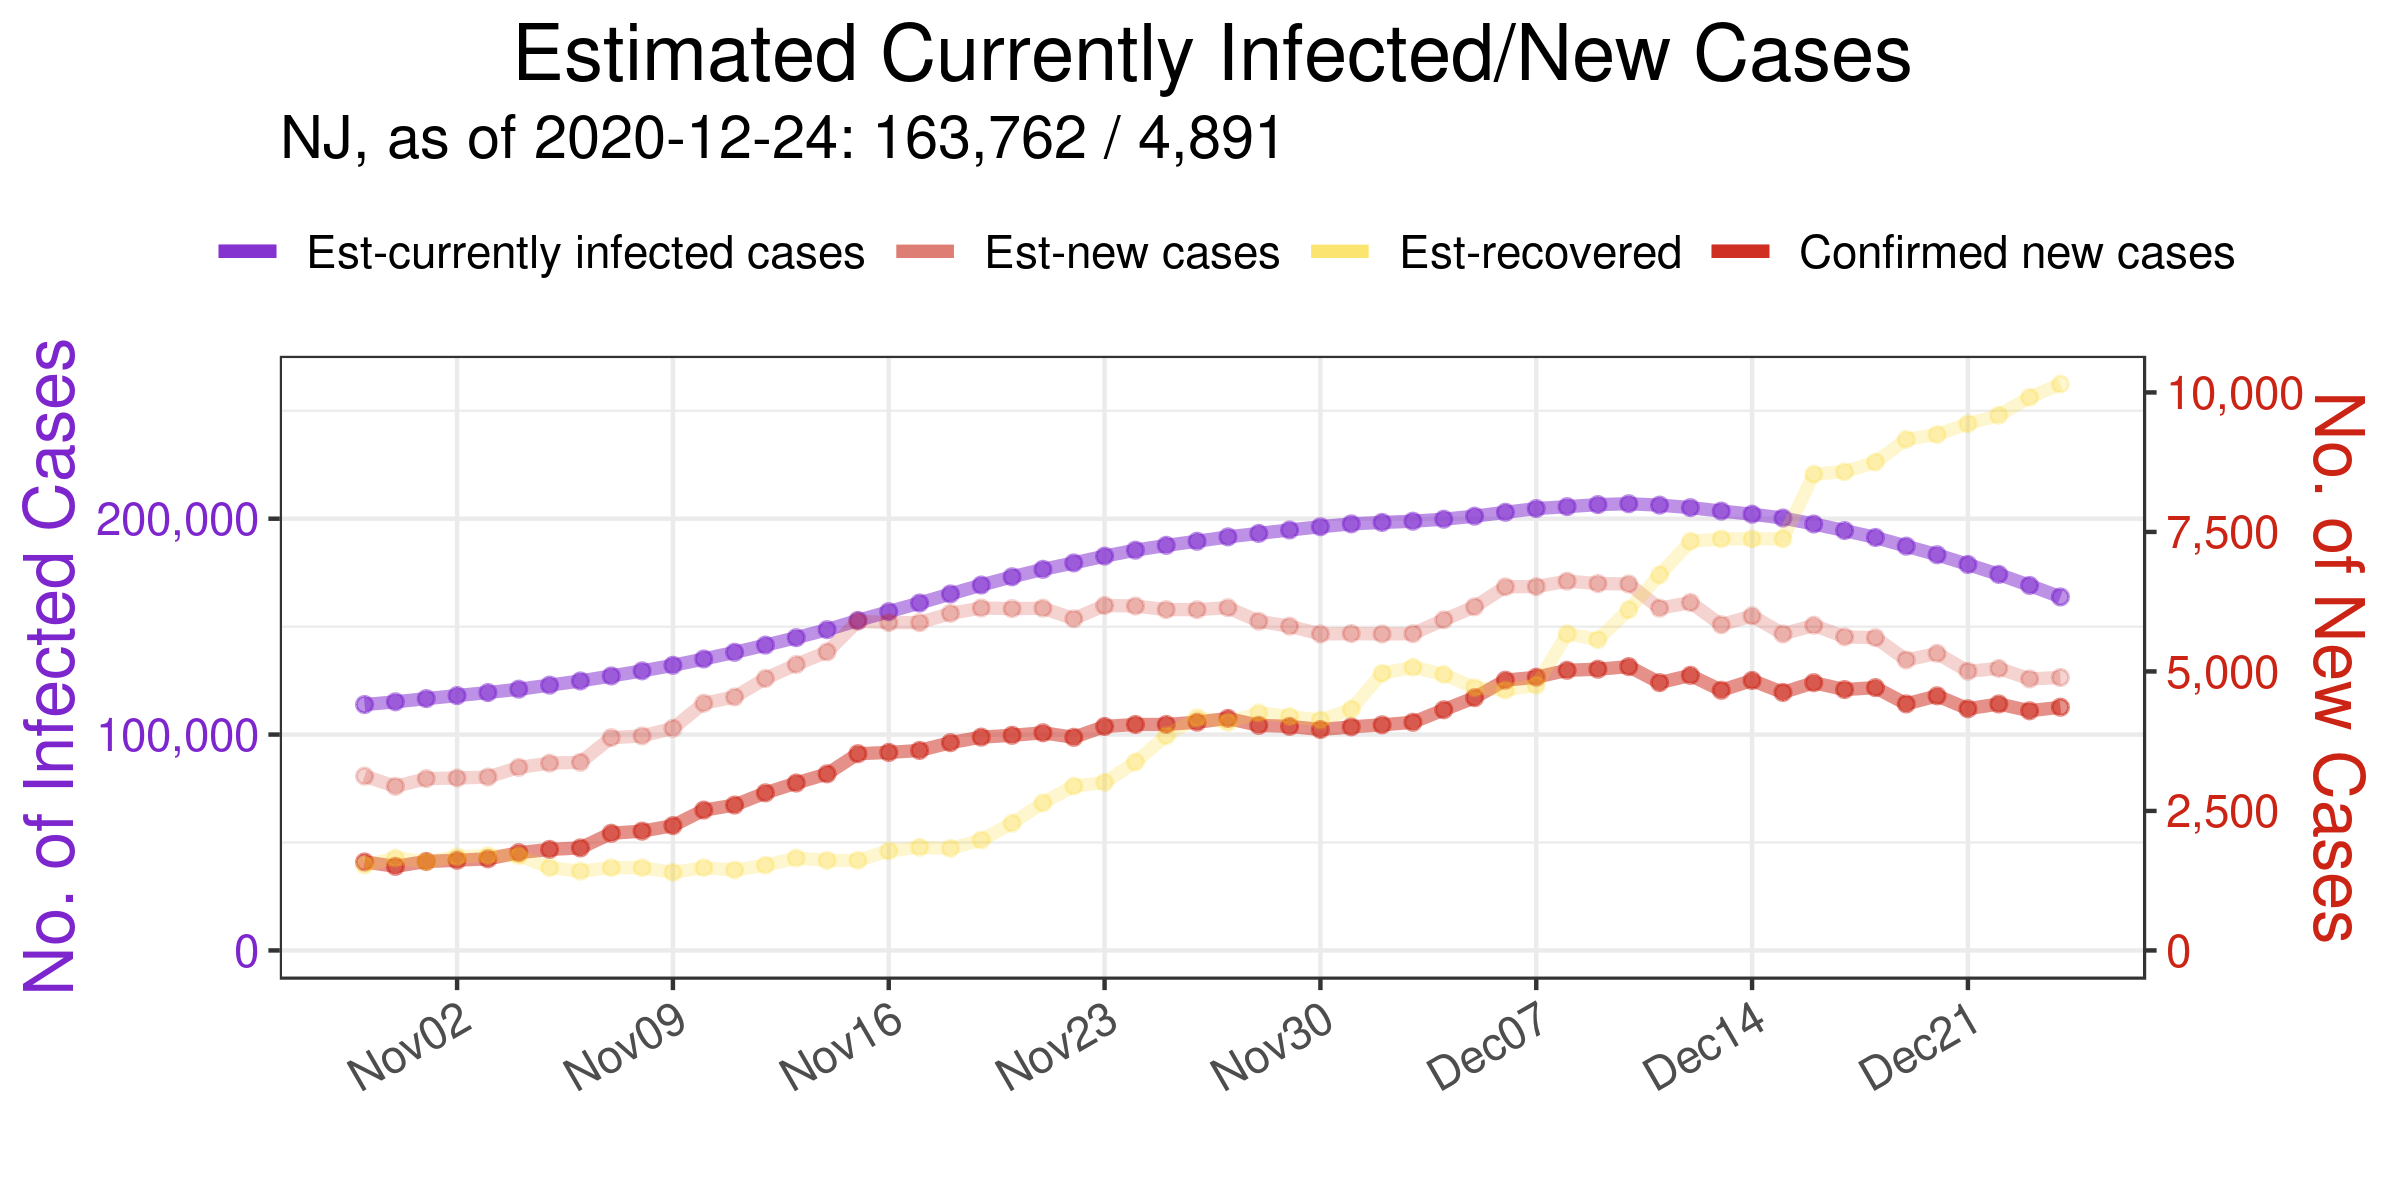 Estimated Currently Infected/New Cases
NJ, as of 2020-12-24: 163,762 / 4,891
Est-currently infected cases Est-new cases Est-recovered Confirmed new cases
No. of Infected Cases
200,000
100,000
0
10,000
7,500
5,000
2,500
0
No. of New Cases
Nov02 Nov09 Nov16 Nov23 Nov30 Dec07 Dec14 Dec21